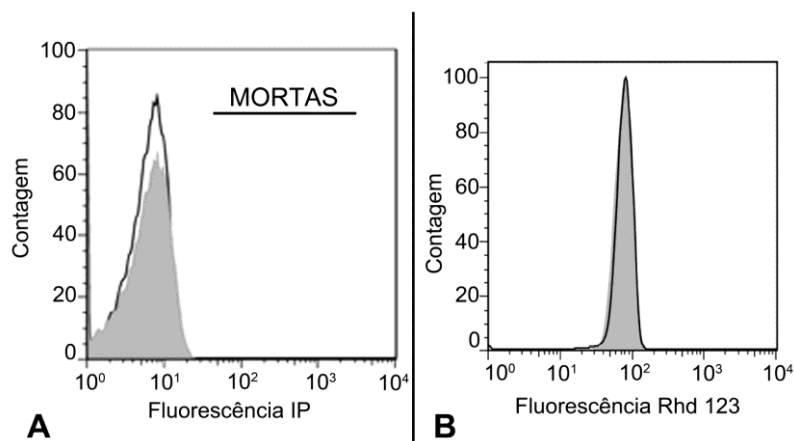 100
80
60
40
20
0
Contagem
MORTAS
10⁰ 10¹ 10² 10³ 10⁴
Fluorescência IP
A
100
80
60
40
20
0
Contagem
10⁰ 10¹ 10² 10³ 10⁴
Fluorescência Rhd 123
B